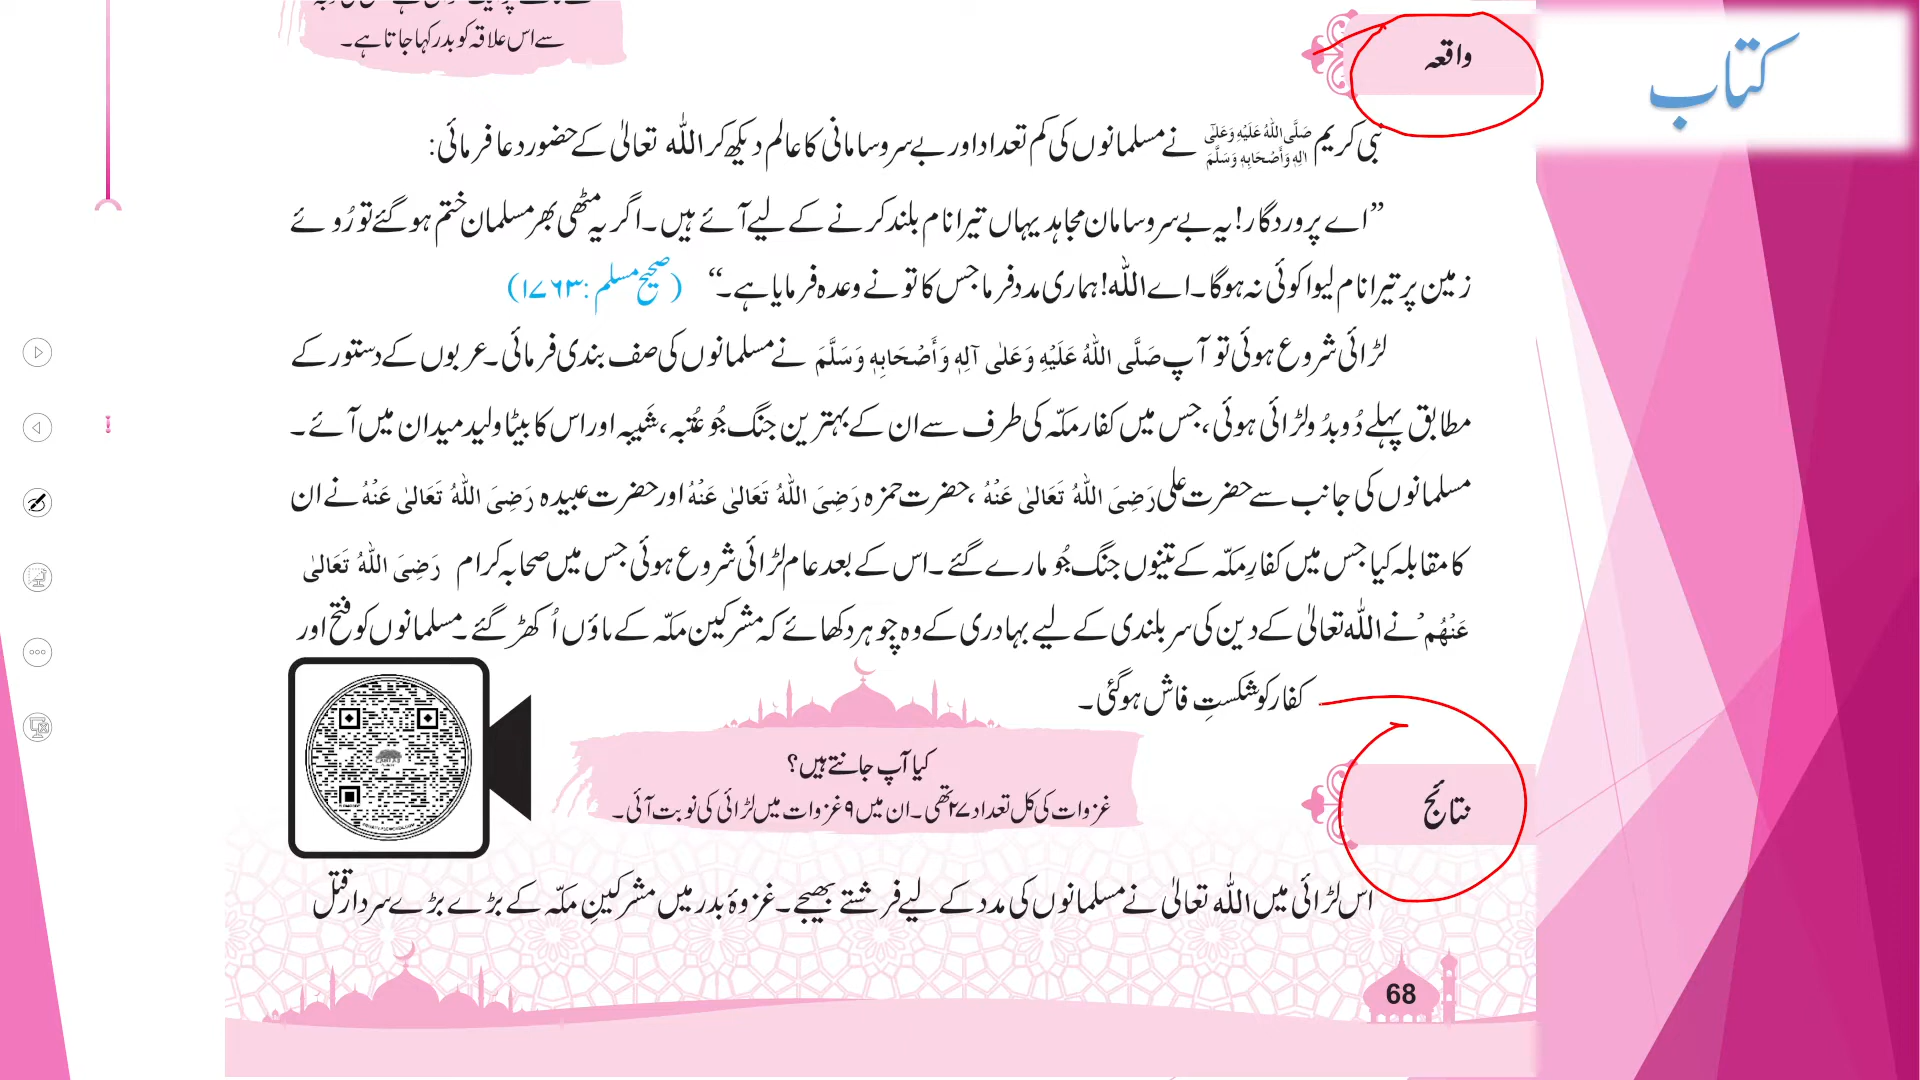 کتاب
سے اس علاقہ کو بدر کہا جاتا ہے۔
واقعہ
نبی کریم صَلَّی اللّٰہُ عَلَیْہِ وَعَلٰٓی اٰلِہٖ وَاَصْحَابِہٖ وَسَلَّمَ نے مسلمانوں کی کم تعداد اور بے سروسامانی کا عالم دیکھ کر اللّٰہ تعالیٰ کے حضور دعا فرمائی:
”اے پروردگار! یہ بے سروسامان مجاہد یہاں تیرا نام بلند کرنے کے لیے آئے ہیں۔ اگر یہ مٹھی بھر مسلمان ختم ہو گئے تو رُوئے
زمین پر تیرا نام لیوا کوئی نہ ہوگا۔ اے اللّٰہ! ہماری مدد فرما جس کا تو نے وعدہ فرمایا ہے۔“ (صحیح مسلم: ۱۷۶۳)
لڑائی شروع ہوئی تو آپ صَلَّی اللّٰہُ عَلَیْہِ وَعَلٰی آلِہٖ وَأَصْحَابِہٖ وَسَلَّمَ نے مسلمانوں کی صف بندی فرمائی۔ عربوں کے دستور کے
مطابق پہلے دُوبدُو لڑائی ہوئی، جس میں کفار مکّہ کی طرف سے ان کے بہترین جنگ جُو عُتبہ، شَیبہ اور اس کا بیٹا ولید میدان میں آئے۔
مسلمانوں کی جانب سے حضرت علی رَضِیَ اللّٰہُ تَعَالیٰ عَنْہُ، حضرت حمزہ رَضِیَ اللّٰہُ تَعَالیٰ عَنْہُ اور حضرت عبیدہ رَضِیَ اللّٰہُ تَعَالیٰ عَنْہُ نے ان
کا مقابلہ کیا جس میں کفارِ مکّہ کے تینوں جنگ جُو مارے گئے۔ اس کے بعد عام لڑائی شروع ہوئی جس میں صحابہ کرام رَضِیَ اللّٰہُ تَعَالیٰ
عَنْہُم نے اللّٰہ تعالیٰ کے دین کی سربلندی کے لیے بہادری کے وہ جوہر دکھائے کہ مشرکین مکّہ کے ماؤں اُکھڑ گئے۔ مسلمانوں کو فتح اور
کفار کو شکستِ فاش ہوگئی۔
کیا آپ جانتے ہیں؟
غزوات کی کل تعداد ۲۷ تھی۔ ان میں ۹ غزوات میں لڑائی کی نوبت آئی۔
نتائج
اس لڑائی میں اللّٰہ تعالیٰ نے مسلمانوں کی مدد کے لیے فرشتے بھیجے۔ غزوۂ بدر میں مشرکینِ مکّہ کے بڑے بڑے سردار قتل
68